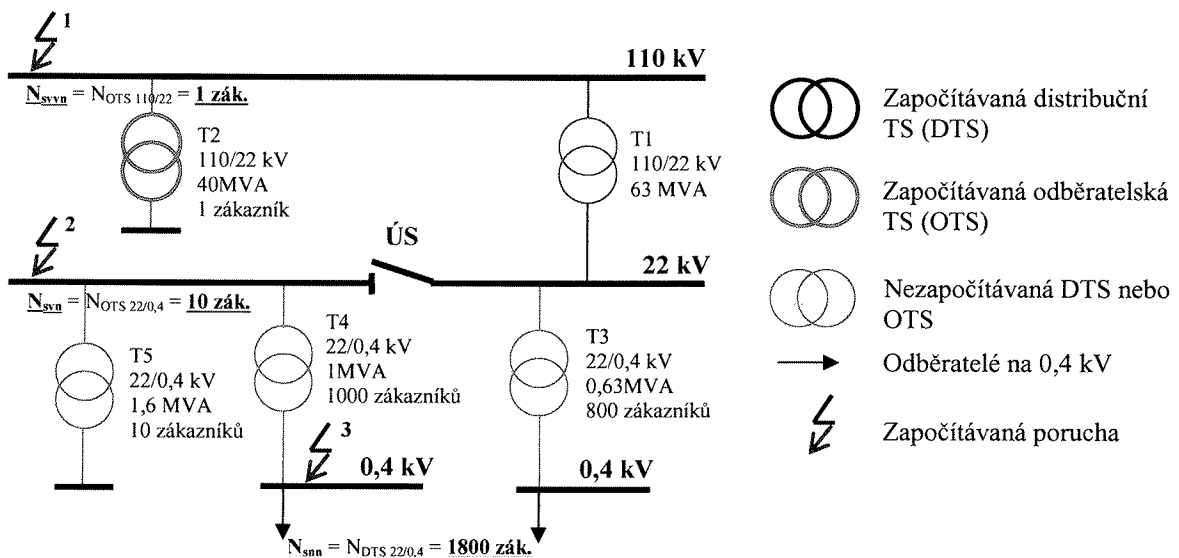 1
110 kV
N_svvn = N_OTS 110/22 = 1 zák.
T2
110/22 kV
40MVA
1 zákazník
T1
110/22 kV
63 MVA
2
ÚS
22 kV
N_svn = N_OTS 22/0,4 = 10 zák.
T5
22/0,4 kV
1,6 MVA
10 zákazníků
T4
22/0,4 kV
1MVA
1000 zákazníků
T3
22/0,4 kV
0,63MVA
800 zákazníků
3
0,4 kV
0,4 kV
N_snn = N_DTS 22/0,4 = 1800 zák.
Započítávaná distribuční
TS (DTS)
Započítávaná odběratelská
TS (OTS)
Nezapočítávaná DTS nebo
OTS
Odběratelé na 0,4 kV
Započítávaná porucha